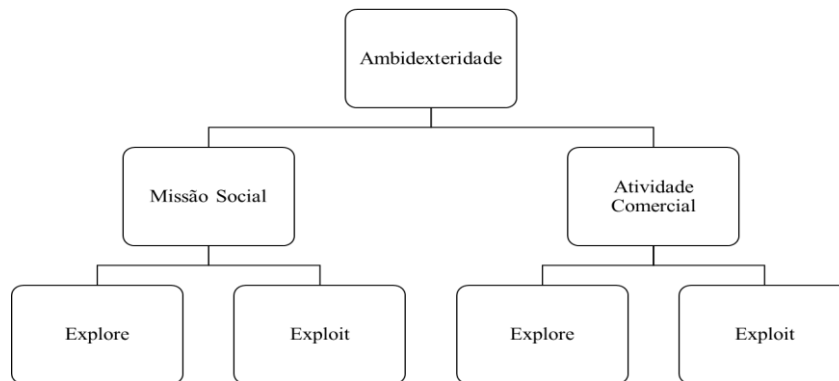 Ambidexteridade
Missão Social
Atividade
Comercial
Explore
Exploit
Explore
Exploit